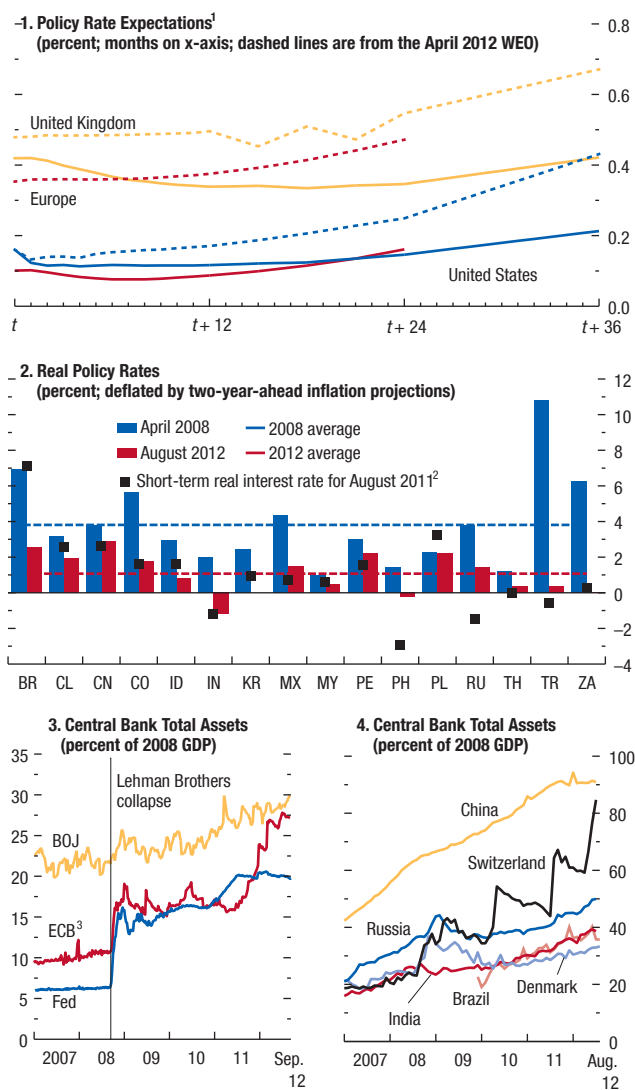 1. Policy Rate Expectations1
(percent; months on x-axis; dashed lines are from the April 2012 WEO)
0.8
0.6
0.4
0.2
0.0
United Kingdom
Europe
United States
t
t + 12
t + 24
t + 36
2. Real Policy Rates
(percent; deflated by two-year-ahead inflation projections)
April 2008
2008 average
August 2012
2012 average
Short-term real interest rate for August 20112
12
10
8
6
4
2
0
–2
–4
BR CL CN CO ID IN KR MX MY PE PH PL RU TH TR ZA
3. Central Bank Total Assets
(percent of 2008 GDP)
35
30
25
20
15
10
5
0
Lehman Brothers
collapse
BOJ
ECB3
Fed
2007 08 09 10 11 Sep.
12
4. Central Bank Total Assets
(percent of 2008 GDP)
100
80
60
40
20
0
China
Switzerland
Russia
Denmark
Brazil
India
2007 08 09 10 11 Aug.
12